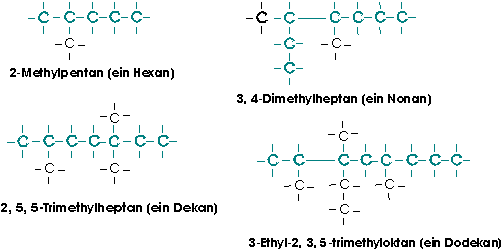 -C-C-C-C-C-
-C-
2-Methylpentan (ein Hexan)
-C-C-C-C-C-C-
-C- -C-
-C-
3, 4-Dimethylheptan (ein Nonan)
-C-
-C-C-C-C-C-C-C-
-C- -C-
2, 5, 5-Trimethylheptan (ein Dekan)
-C-
-C-C-C-C-C-C-C-C-
-C- -C- -C-
-C-
3-Ethyl-2, 3, 5-trimethyloktan (ein Dodekan)